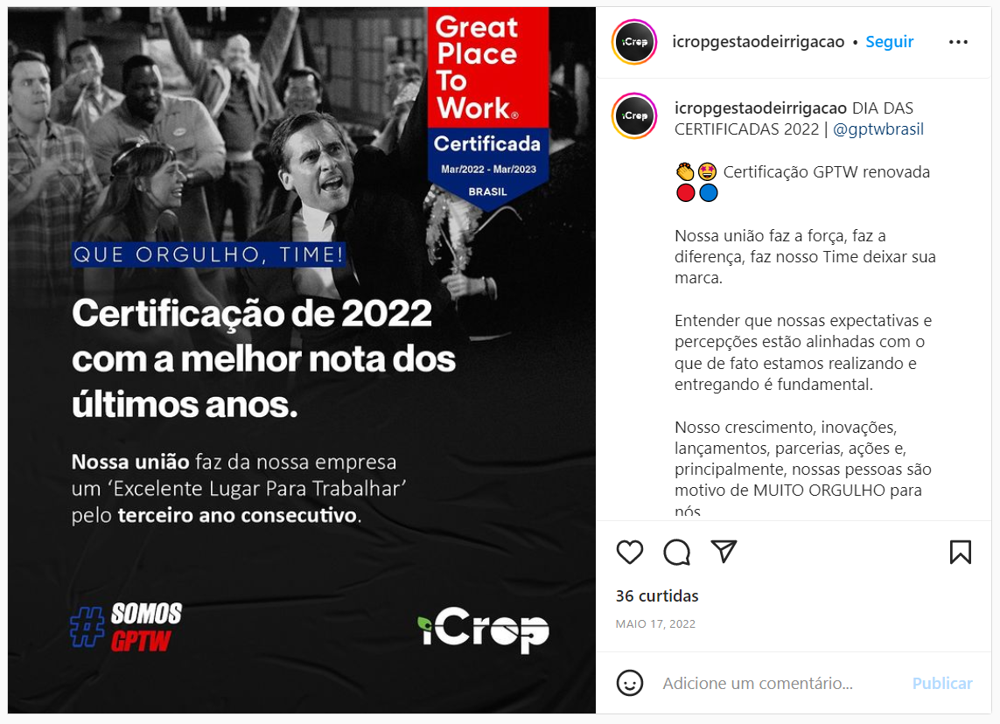 Great
Place
To
Work®
Certificada
Mar/2022 - Mar/2023
BRASIL
QUE ORGULHO, TIME!
Certificação de 2022
com a melhor nota dos
últimos anos.
Nossa união faz da nossa empresa
um ‘Excelente Lugar Para Trabalhar’
pelo terceiro ano consecutivo.
# SOMOS
GPTW
iCrop
iCrop
icropgestaodeirrigacao • Seguir
iCrop
icropgestaodeirrigacao DIA DAS
CERTIFICADAS 2022 | @gptwbrasil
👏🤩 Certificação GPTW renovada
🔴🔵
Nossa união faz a força, faz a
diferença, faz nosso Time deixar sua
marca.
Entender que nossas expectativas e
percepções estão alinhadas com o
que de fato estamos realizando e
entregando é fundamental.
Nosso crescimento, inovações,
lançamentos, parcerias, ações e,
principalmente, nossas pessoas são
motivo de MUITO ORGULHO para
nós
36 curtidas
MAIO 17, 2022
Adicione um comentário...
Publicar